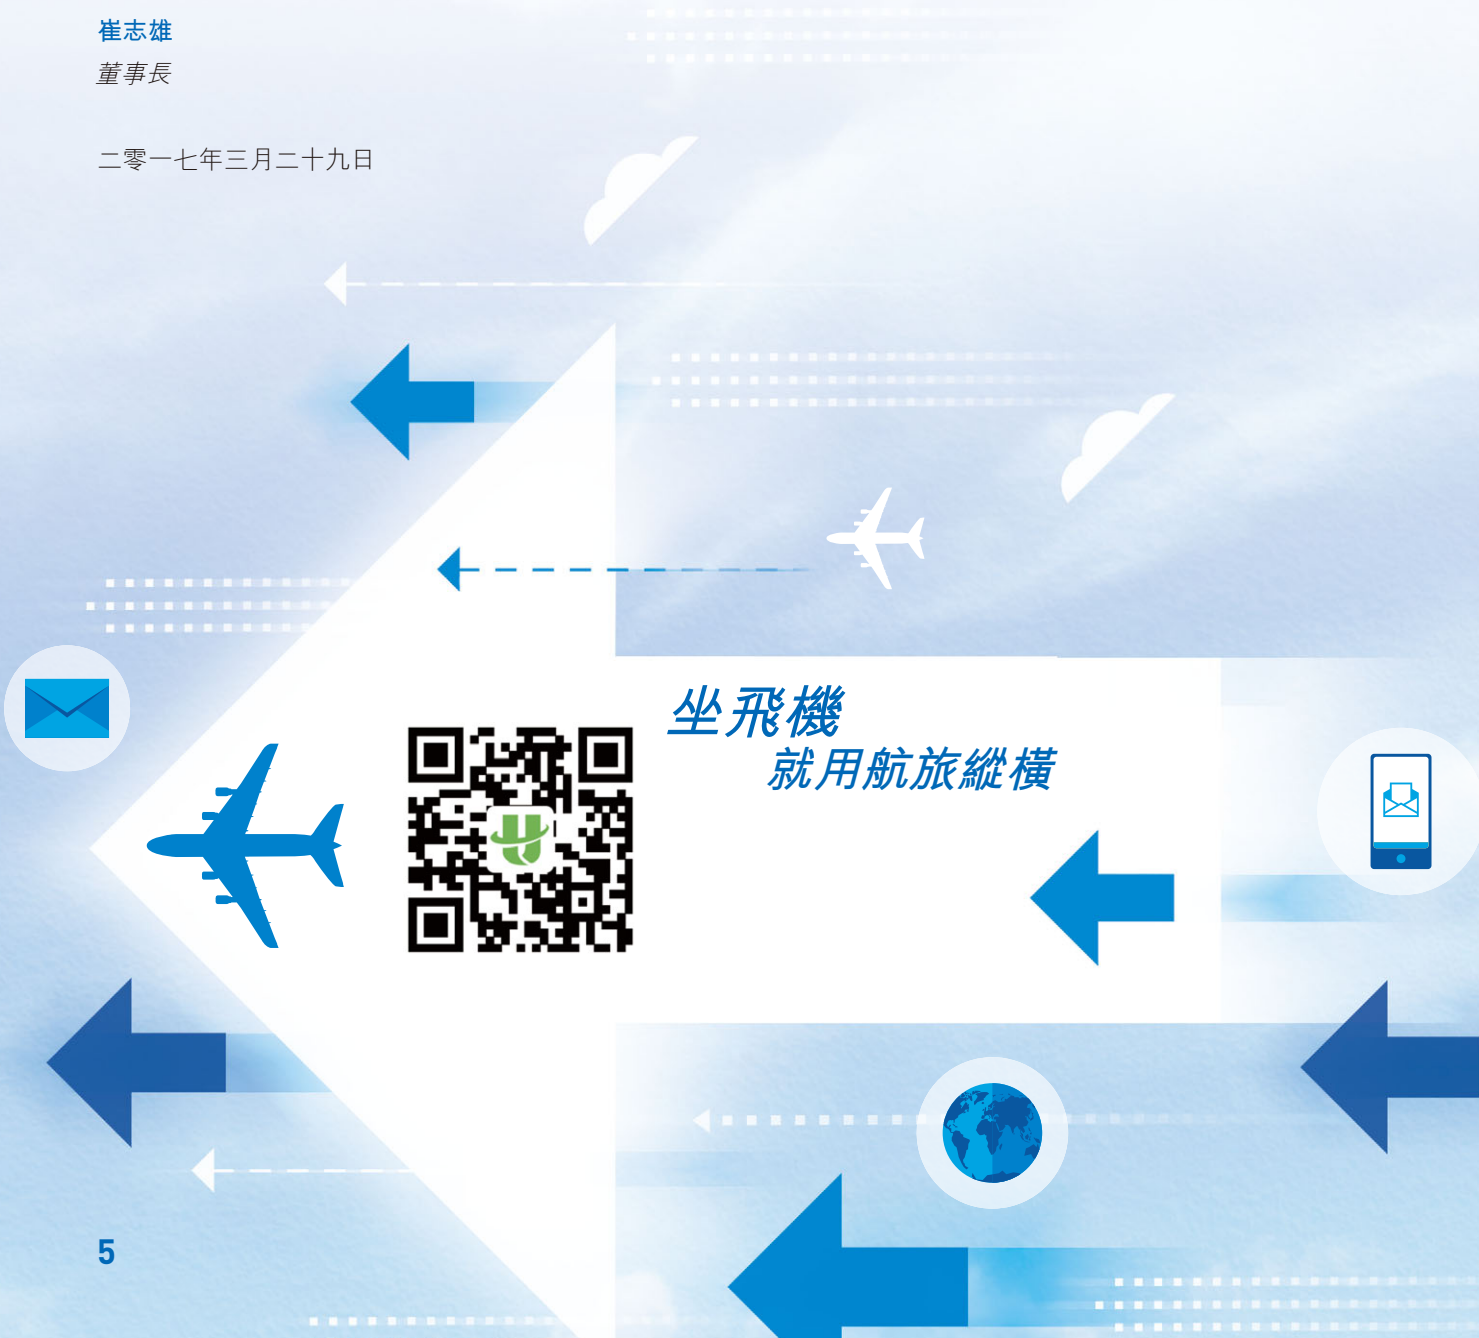 崔志雄
董事長
二零一七年三月二十九日
坐飛機
就用航旅縱橫
5